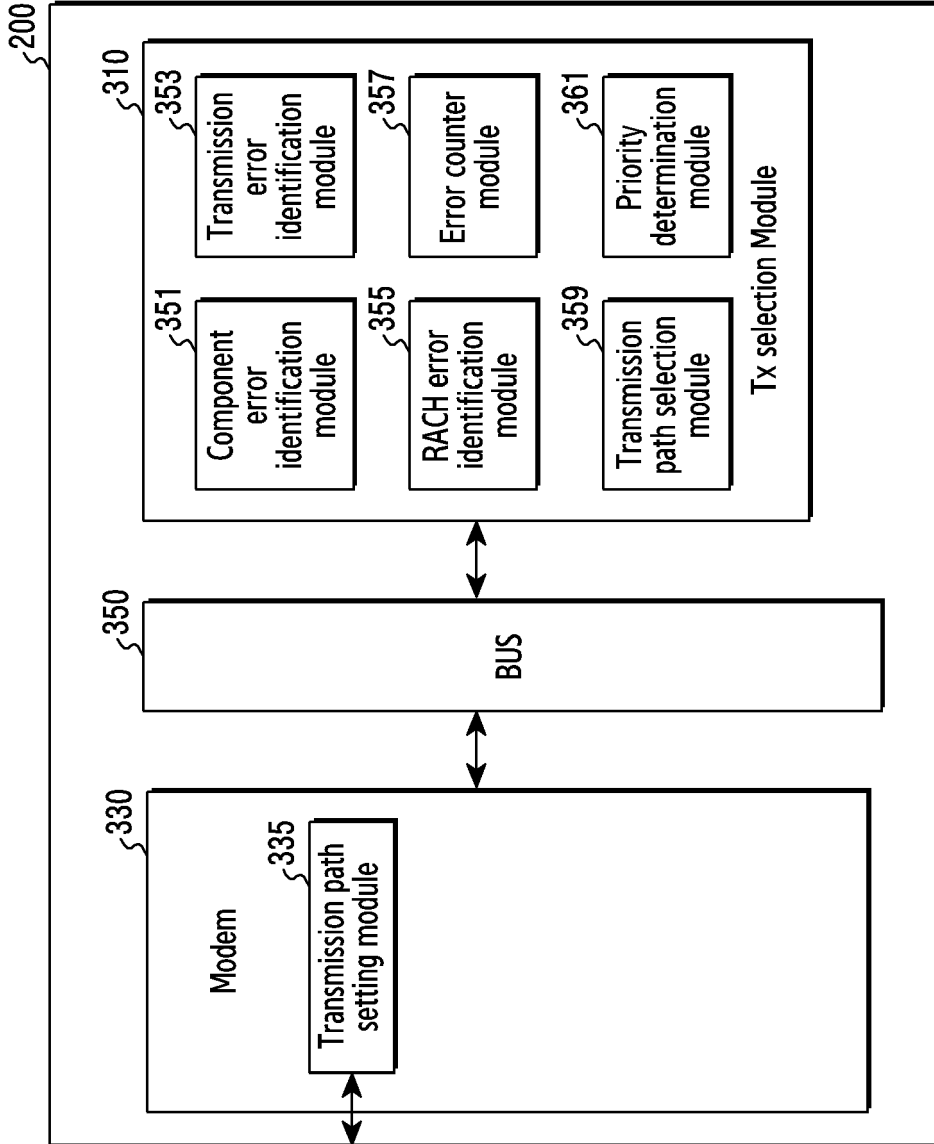 200
330
Modem
335
Transmission path
setting module
350
BUS
310
351
Component
error
identification
module
353
Transmission
error
identification
module
355
RACH error
identification
module
357
Error counter
module
359
Transmission
path selection
module
361
Priority
determination
module
Tx selection Module